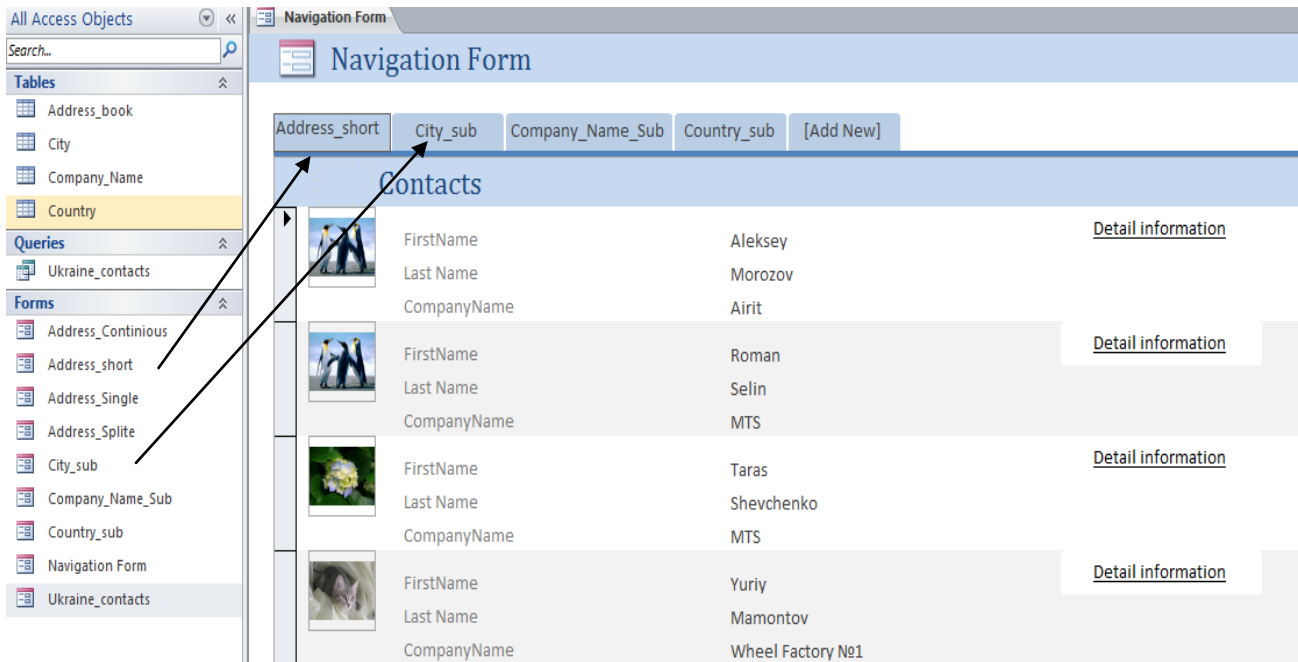 All Access Objects
Search...
Tables
Address_book
City
Company_Name
Country
Queries
Ukraine_contacts
Forms
Address_Continious
Address_short
Address_Single
Address_Splite
City_sub
Company_Name_Sub
Country_sub
Navigation Form
Ukraine_contacts
Navigation Form
Navigation Form
Address_short City_sub Company_Name_Sub Country_sub [Add New]
Contacts
FirstName Aleksey Detail information
Last Name Morozov
CompanyName Airit
FirstName Roman Detail information
Last Name Selin
CompanyName MTS
FirstName Taras Detail information
Last Name Shevchenko
CompanyName MTS
FirstName Yuriy Detail information
Last Name Mamontov
CompanyName Wheel Factory №1